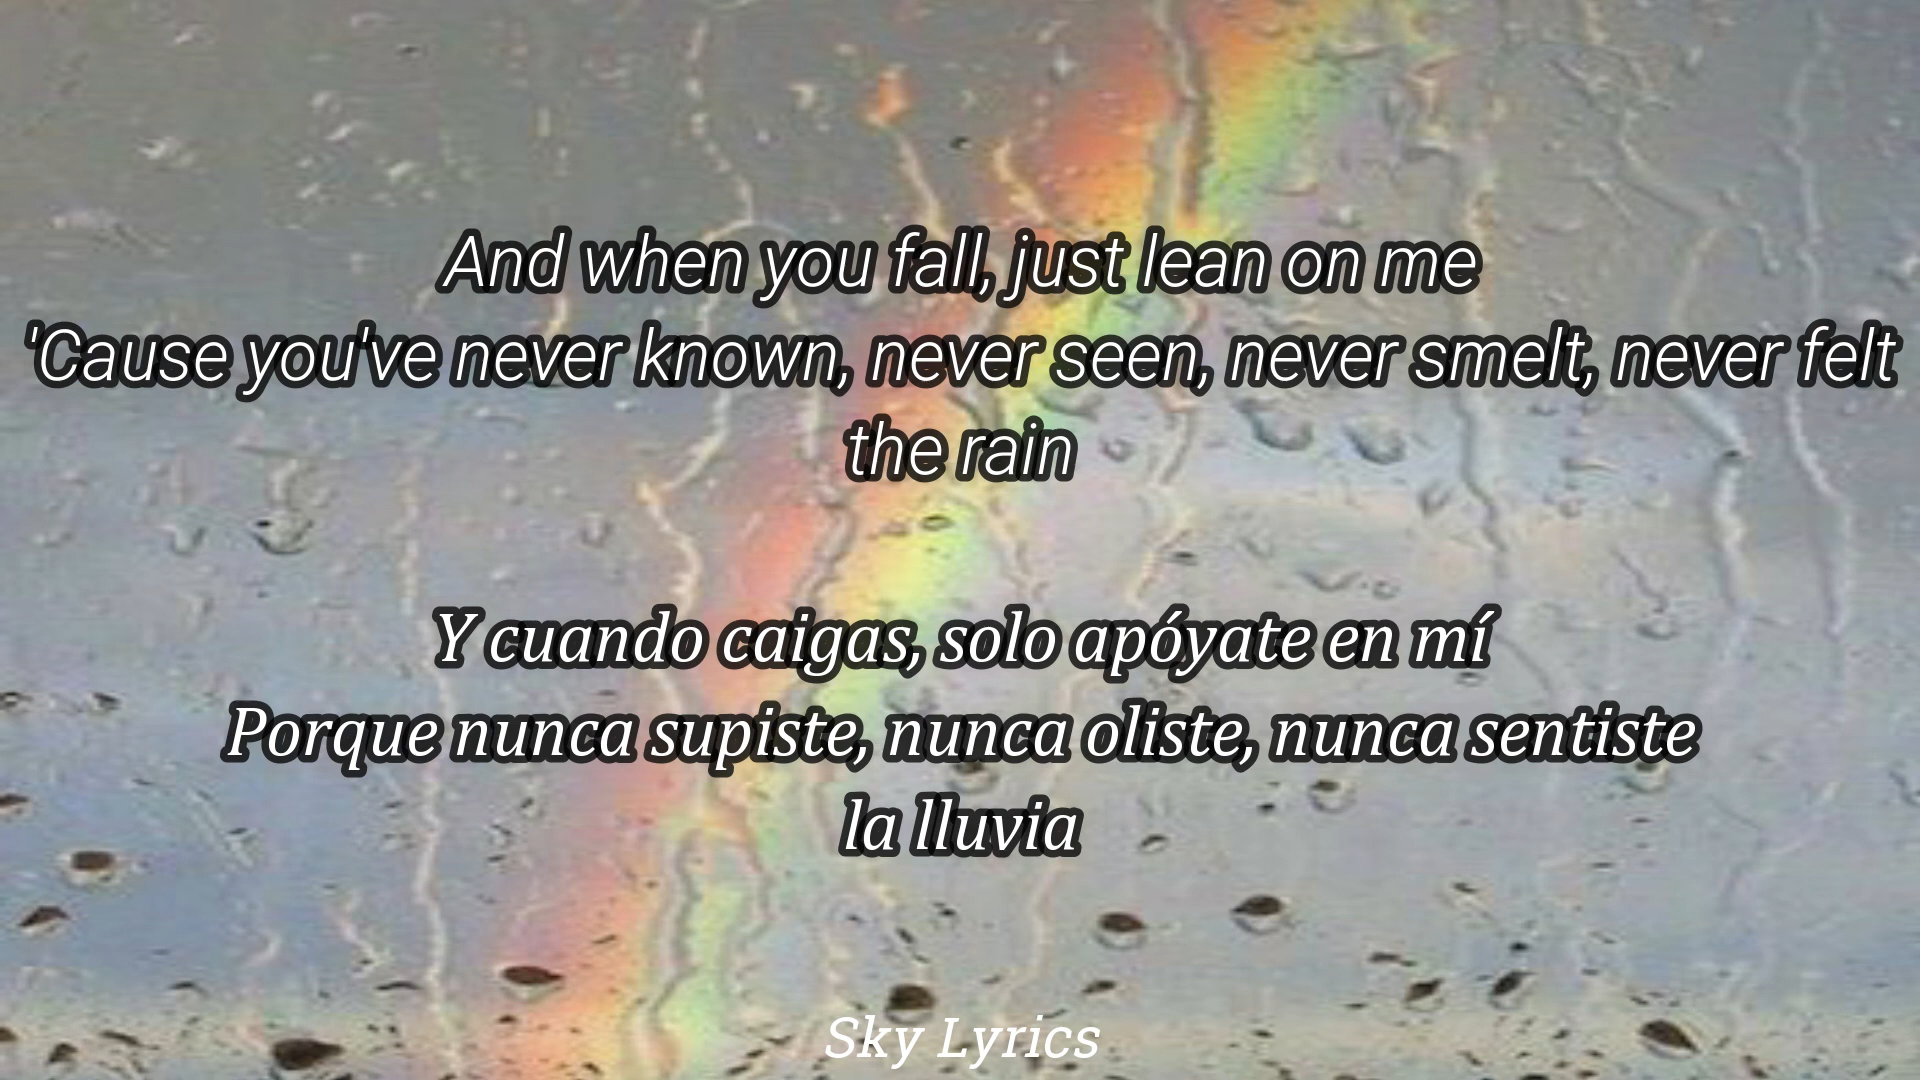 And when you fall, just lean on me
'Cause you've never known, never seen, never smelt, never felt
the rain
Y cuando caigas, solo apóyate en mí
Porque nunca supiste, nunca oliste, nunca sentiste
la lluvia
Sky Lyrics